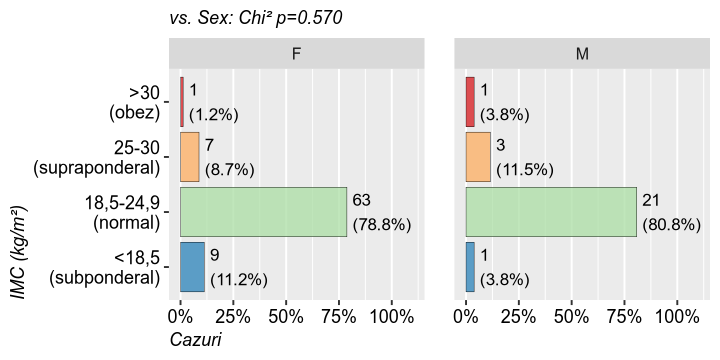 vs. Sex: Chi² p=0.570
F
M
>30
(obez)
25-30
(supraponderal)
18,5-24,9
(normal)
<18,5
(subponderal)
IMC (kg/m²)
1
(1.2%)
7
(8.7%)
63
(78.8%)
9
(11.2%)
1
(3.8%)
3
(11.5%)
21
(80.8%)
1
(3.8%)
0% 25% 50% 75% 100%
0% 25% 50% 75% 100%
Cazuri